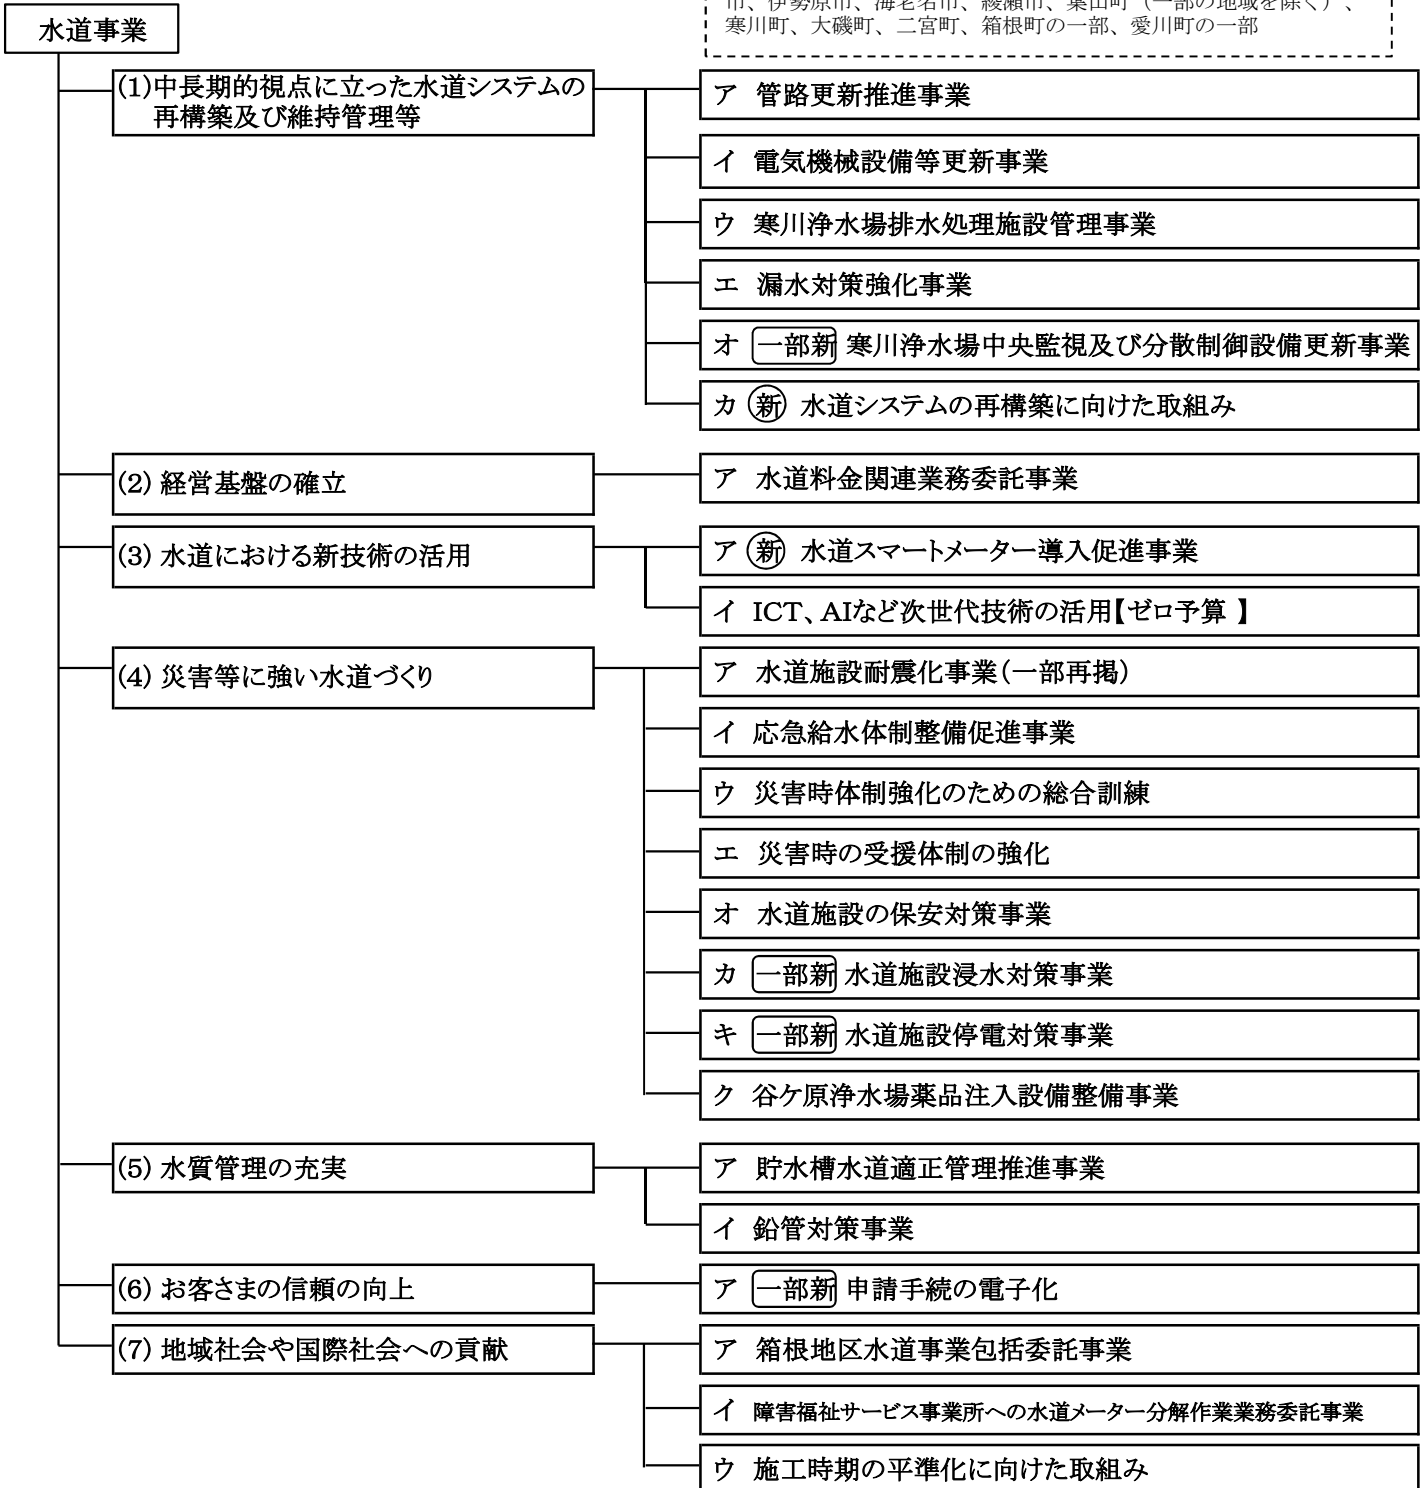 市、伊勢原市、海老名市、綾瀬市、葉山町（一部の地域を除く）、
寒川町、大磯町、二宮町、箱根町の一部、愛川町の一部
水道事業
(1)中長期的視点に立った水道システムの
再構築及び維持管理等
ア 管路更新推進事業
イ 電気機械設備等更新事業
ウ 寒川浄水場排水処理施設管理事業
エ 漏水対策強化事業
オ 一部新 寒川浄水場中央監視及び分散制御設備更新事業
カ 新 水道システムの再構築に向けた取組み
(2) 経営基盤の確立
ア 水道料金関連業務委託事業
(3) 水道における新技術の活用
ア 新 水道スマートメーター導入促進事業
イ ICT、AIなど次世代技術の活用【ゼロ予算 】
(4) 災害等に強い水道づくり
ア 水道施設耐震化事業（一部再掲）
イ 応急給水体制整備促進事業
ウ 災害時体制強化のための総合訓練
エ 災害時の受援体制の強化
オ 水道施設の保安対策事業
カ 一部新 水道施設浸水対策事業
キ 一部新 水道施設停電対策事業
ク 谷ケ原浄水場薬品注入設備整備事業
(5) 水質管理の充実
ア 貯水槽水道適正管理推進事業
イ 鉛管対策事業
(6) お客さまの信頼の向上
ア 一部新 申請手続の電子化
(7) 地域社会や国際社会への貢献
ア 箱根地区水道事業包括委託事業
イ 障害福祉サービス事業所への水道メーター分解作業業務委託事業
ウ 施工時期の平準化に向けた取組み